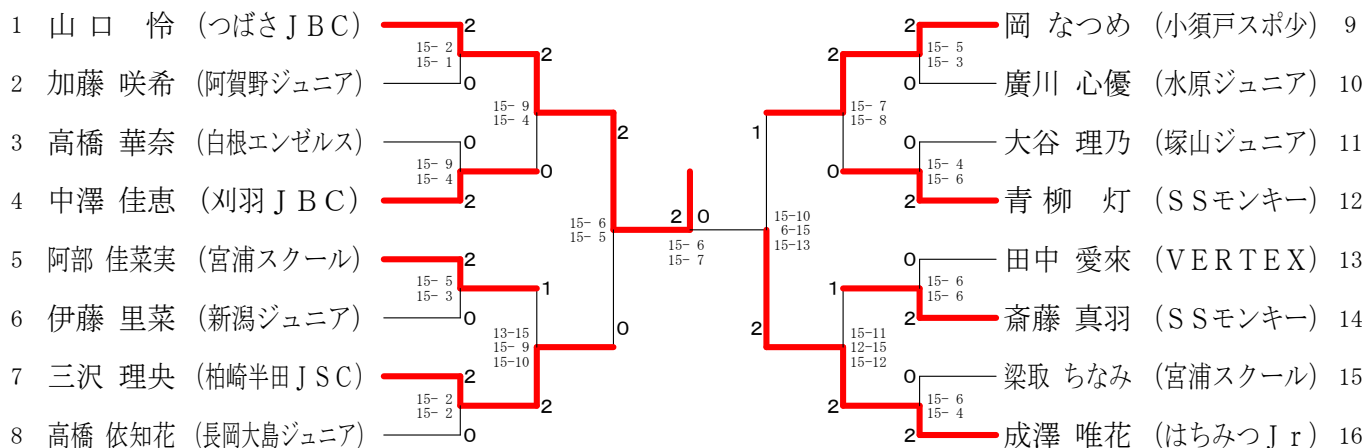 1 山口 怜 (つばさJBC) 2 2 岡 なつめ (小須戸スポ少) 9
15- 2 2 2 15- 5
15- 1 15- 3
2 加藤 咲希 (阿賀野ジュニア) 0 0 廣川 心優 (水原ジュニア) 10
15- 9 15- 7
15- 4 2 1 15- 8
3 高橋 華奈 (白根エンゼルス) 0 0 大谷 理乃 (塚山ジュニア) 11
15- 9 15- 4
15- 4 0 0 15- 6
4 中澤 佳恵 (刈羽JBC) 2 2 青柳 灯 (SSモンキー) 12
15- 6 2 0 15-10
15- 5 15- 6 6-15
15- 7 15-13
5 阿部 佳菜実 (宮浦スクール) 2 0 田中 愛來 (VERTEX) 13
15- 5 1 1 15- 6
15- 3 15- 6
6 伊藤 里菜 (新潟ジュニア) 0 2 斎藤 真羽 (SSモンキー) 14
13-15 0 2 15-11
15- 9 12-15
15-10 15-12
7 三沢 理央 (柏崎半田JSC) 2 0 梁取 ちなみ (宮浦スクール) 15
15- 2 15- 6
15- 2 2 2 15- 4
8 高橋 依知花 (長岡大島ジュニア) 0 2 成澤 唯花 (はちみつJr) 16